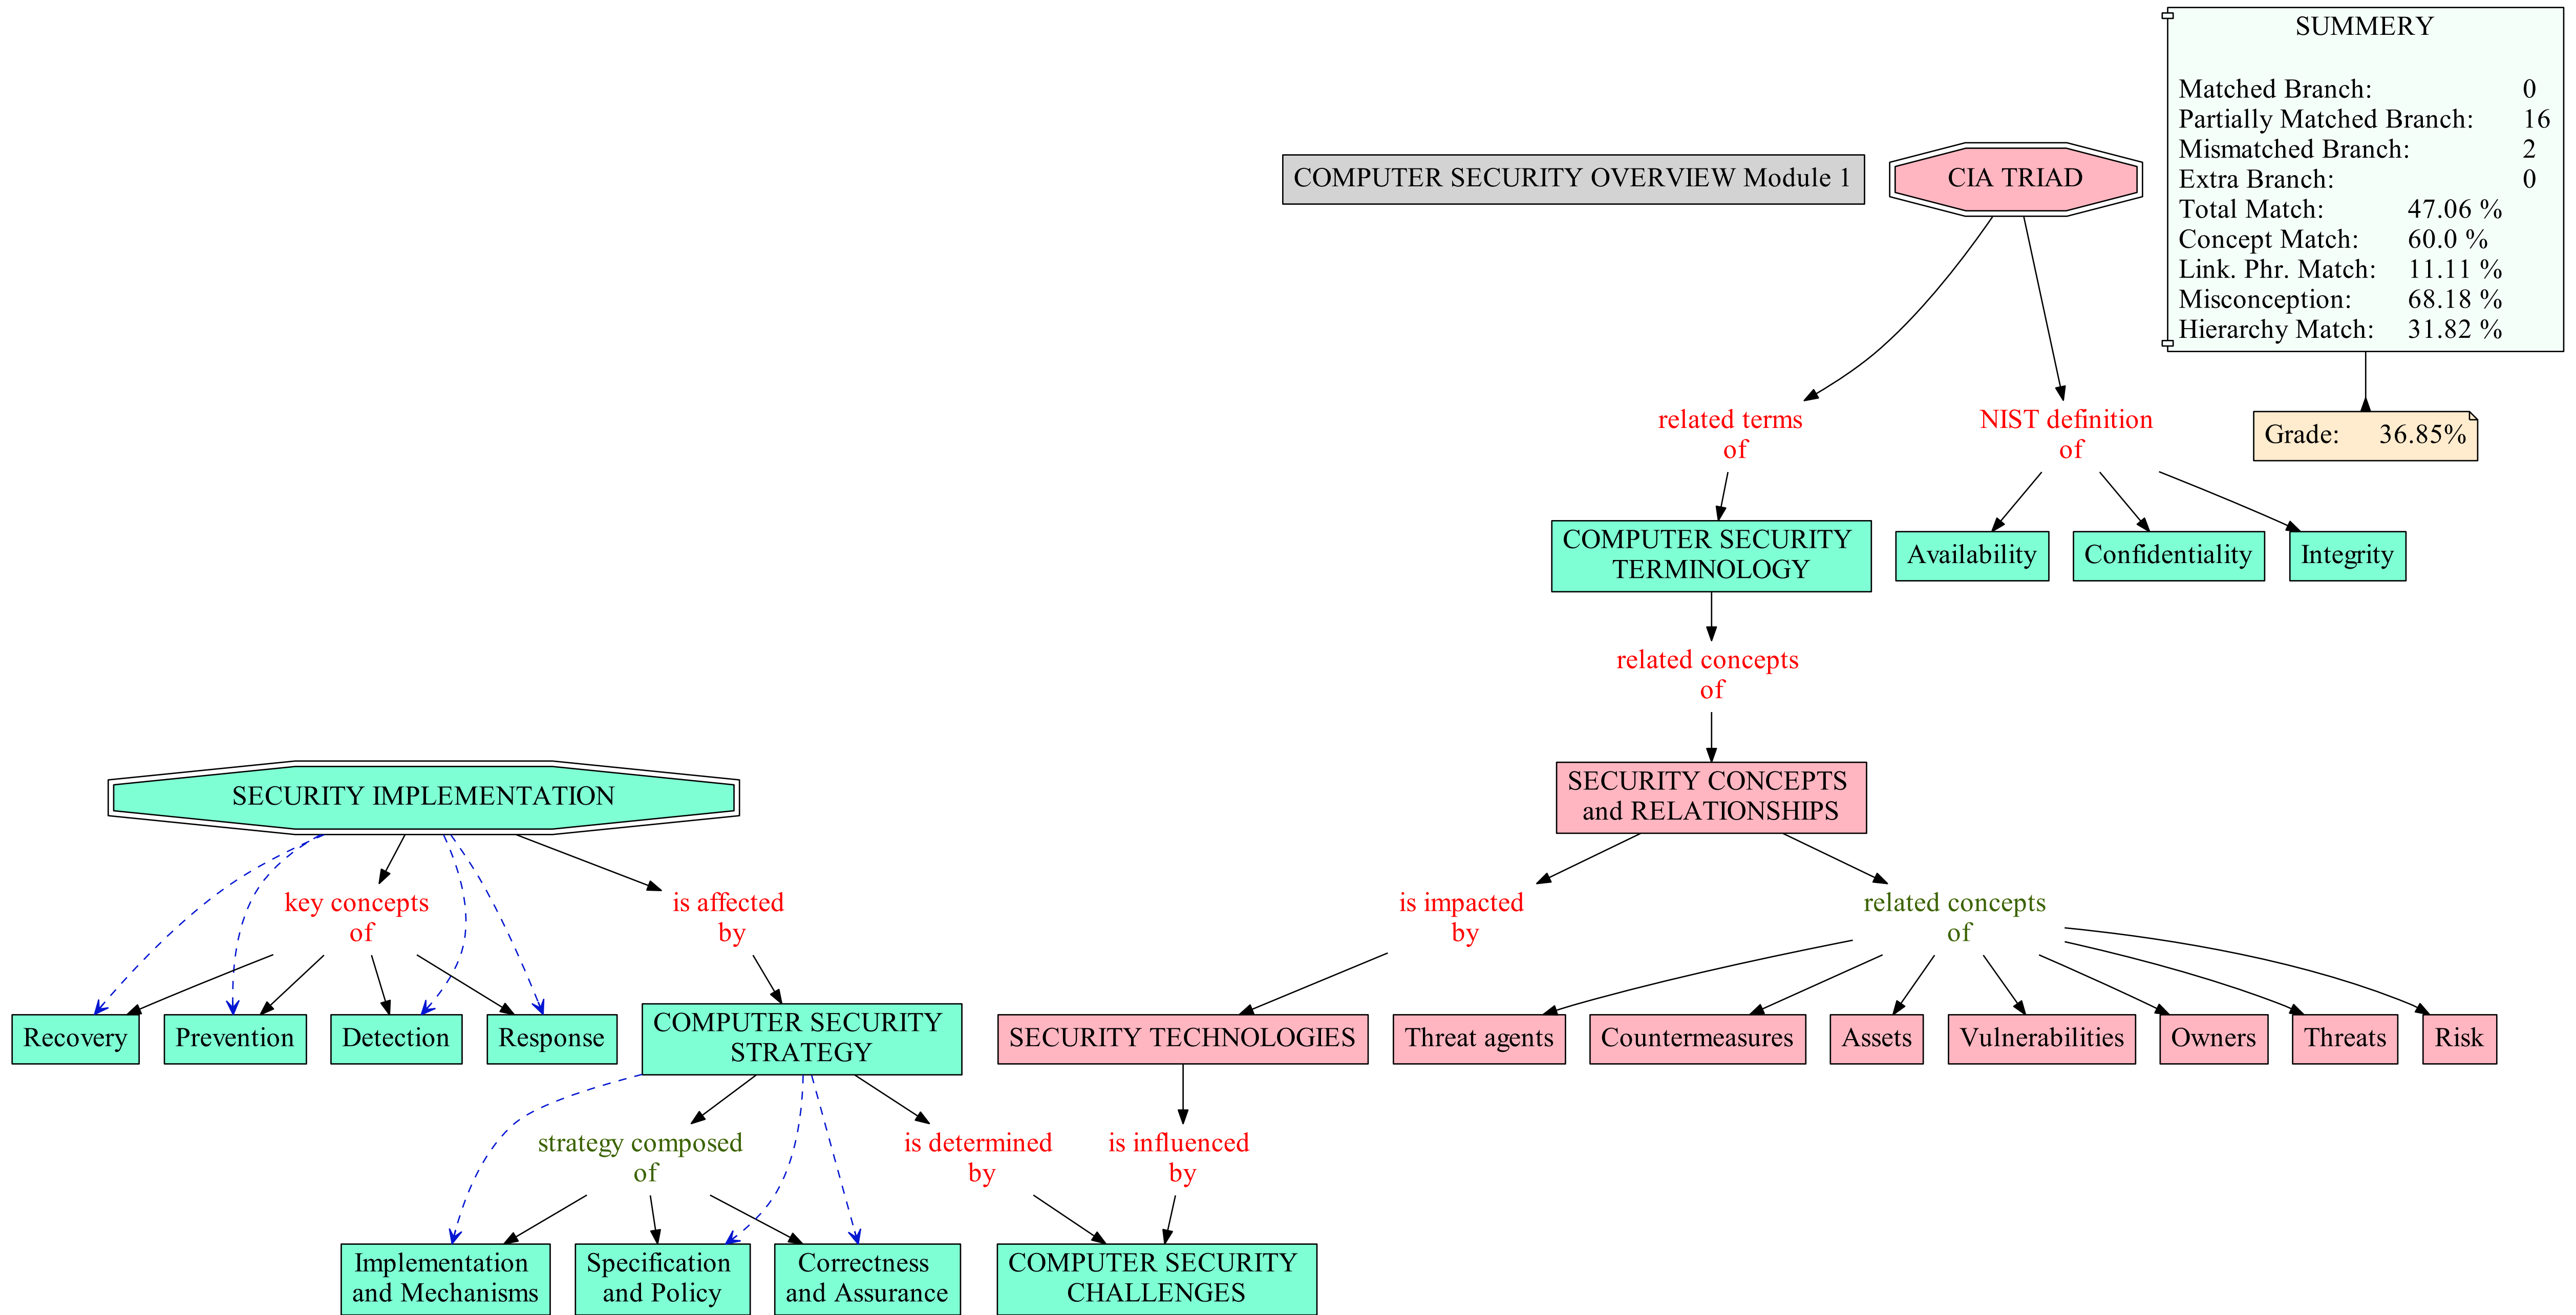 SUMMERY
Matched Branch: 0
Partially Matched Branch: 16
Mismatched Branch: 2
Extra Branch: 0
Total Match: 47.06 %
Concept Match: 60.0 %
Link. Phr. Match: 11.11 %
Misconception: 68.18 %
Hierarchy Match: 31.82 %
Grade: 36.85%
COMPUTER SECURITY OVERVIEW Module 1
CIA TRIAD
related terms
of
NIST definition
of
COMPUTER SECURITY
TERMINOLOGY
Availability
Confidentiality
Integrity
related concepts
of
SECURITY CONCEPTS
and RELATIONSHIPS
SECURITY IMPLEMENTATION
key concepts
of
is affected
by
is impacted
by
related concepts
of
Recovery
Prevention
Detection
Response
COMPUTER SECURITY
STRATEGY
SECURITY TECHNOLOGIES
Threat agents
Countermeasures
Assets
Vulnerabilities
Owners
Threats
Risk
strategy composed
of
is determined
by
is influenced
by
Implementation
and Mechanisms
Specification
and Policy
Correctness
and Assurance
COMPUTER SECURITY
CHALLENGES